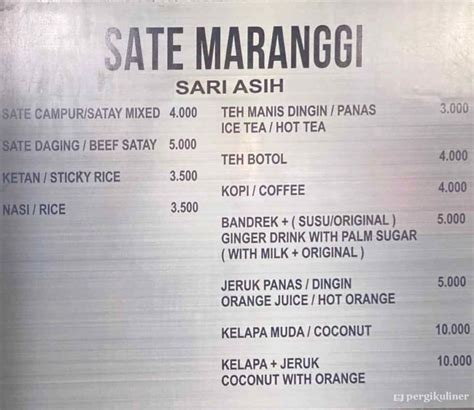 SATE MARANGGI
SARI ASIH
SATE CAMPUR/SATAY MIXED 4.000
SATE DAGING / BEEF SATAY 5.000
KETAN / STICKY RICE 3.500
NASI / RICE 3.500
TEH MANIS DINGIN / PANAS 3.000
ICE TEA / HOT TEA
TEH BOTOL 4.000
KOPI / COFFEE 4.000
BANDREK + ( SUSU/ORIGINAL ) 5.000
GINGER DRINK WITH PALM SUGAR
( WITH MILK + ORIGINAL )
JERUK PANAS / DINGIN 5.000
ORANGE JUICE / HOT ORANGE
KELAPA MUDA / COCONUT 10.000
KELAPA + JERUK 10.000
COCONUT WITH ORANGE
pergikuliner